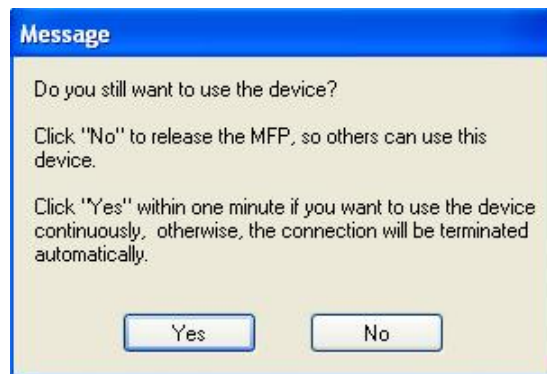 Message
Do you still want to use the device?
Click "No" to release the MFP, so others can use this
device.
Click "Yes" within one minute if you want to use the device
continuously, otherwise, the connection will be terminated
automatically.
Yes
No